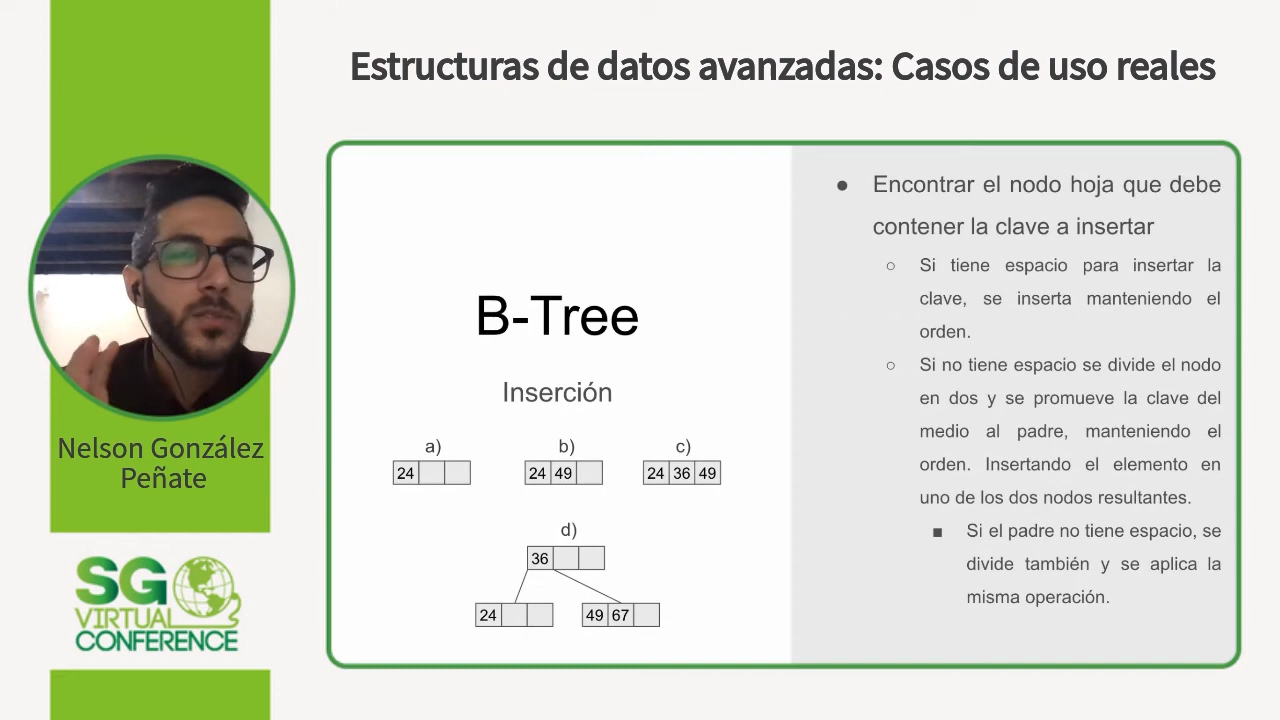 Estructuras de datos avanzadas: Casos de uso reales
Nelson González
Peñate
SG
VIRTUAL
CONFERENCE
B-Tree
Inserción
a)
24
b)
24 49
c)
24 36 49
d)
36
24
49 67
● Encontrar el nodo hoja que debe
contener la clave a insertar
○ Si tiene espacio para insertar la
clave, se inserta manteniendo el
orden.
○ Si no tiene espacio se divide el nodo
en dos y se promueve la clave del
medio al padre, manteniendo el
orden. Insertando el elemento en
uno de los dos nodos resultantes.
■ Si el padre no tiene espacio, se
divide también y se aplica la
misma operación.